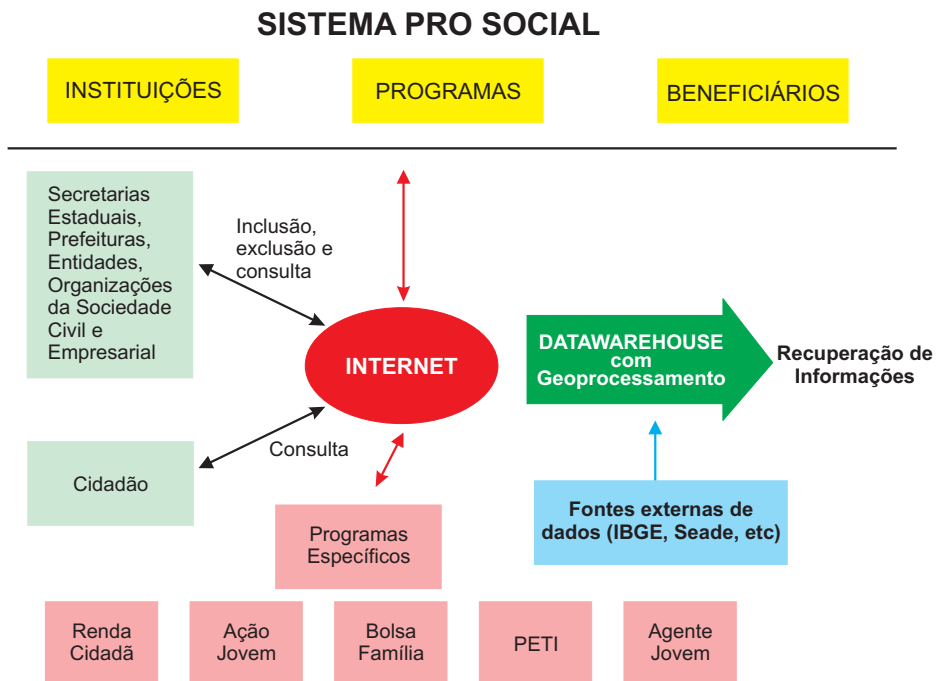 SISTEMA PRO SOCIAL
INSTITUIÇÕES
PROGRAMAS
BENEFICIÁRIOS
Secretarias
Estaduais,
Prefeituras,
Entidades,
Organizações
da Sociedade
Civil e
Empresarial
Inclusão,
exclusão e
consulta
INTERNET
DATAWAREHOUSE
com
Geoprocessamento
Recuperação de
Informações
Cidadão
Consulta
Programas
Específicos
Fontes externas de
dados (IBGE, Seade, etc)
Renda
Cidadã
Ação
Jovem
Bolsa
Família
PETI
Agente
Jovem